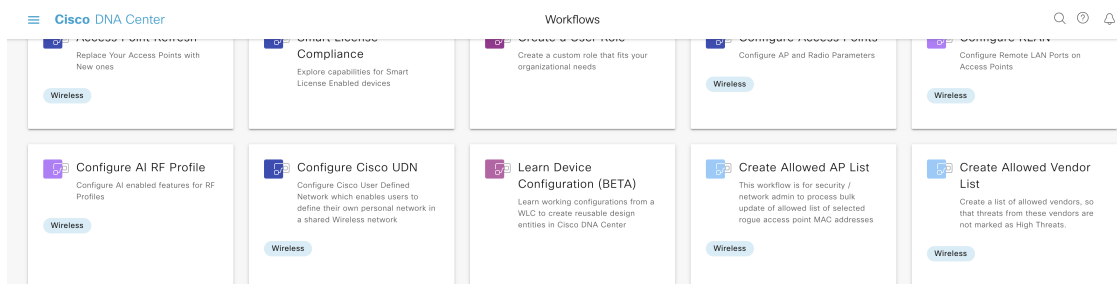 Cisco DNA Center
Workflows
Access Point Refresh
Replace Your Access Points with
New ones
Wireless
Smart License
Compliance
Explore capabilities for Smart
License Enabled devices
Create a User Role
Create a custom role that fits your
organizational needs
Configure Access Points
Configure AP and Radio Parameters
Wireless
Configure RLAN
Configure Remote LAN Ports on
Access Points
Wireless
Configure AI RF Profile
Configure AI enabled features for RF
Profiles
Wireless
Configure Cisco UDN
Configure Cisco User Defined
Network which enables users to
define their own personal network in
a shared Wireless network
Wireless
Learn Device
Configuration (BETA)
Learn working configurations from a
WLC to create reusable design
entities in Cisco DNA Center
Create Allowed AP List
This workflow is for security /
network admin to process bulk
update of allowed list of selected
rogue access point MAC addresses
Wireless
Create Allowed Vendor
List
Create a list of allowed vendors, so
that threats from these vendors are
not marked as High Threats.
Wireless